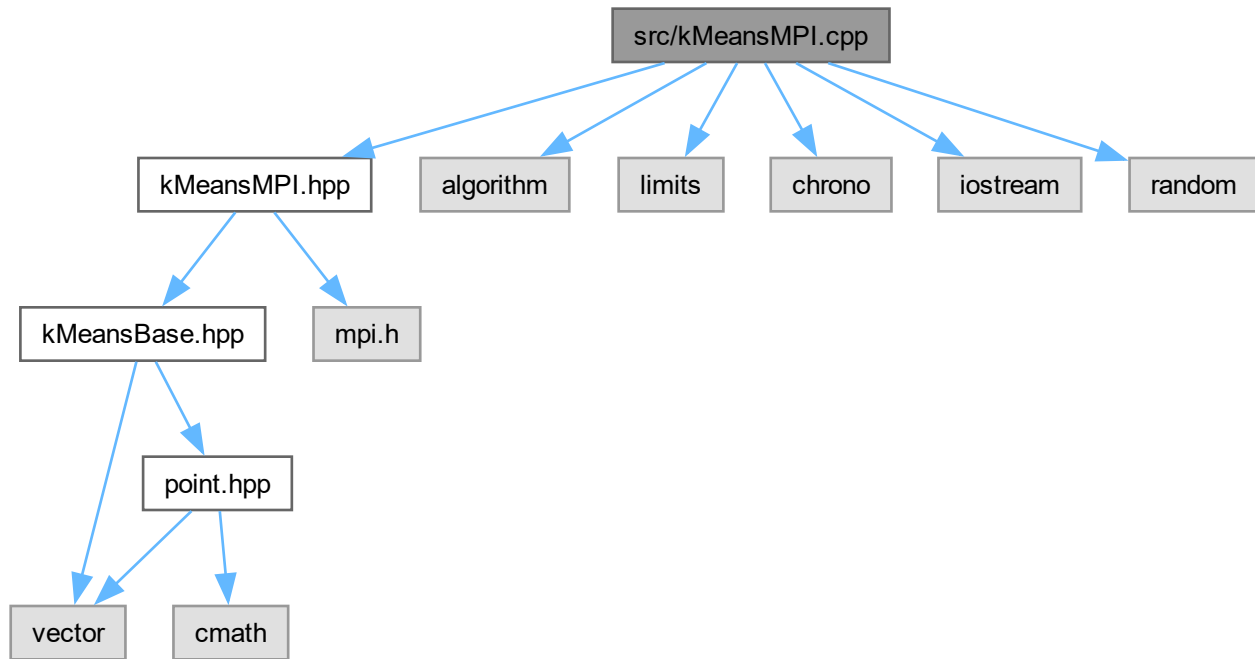 src/kMeansMPI.cpp
kMeansMPI.hpp
algorithm
limits
chrono
iostream
random
kMeansBase.hpp
mpi.h
point.hpp
vector
cmath